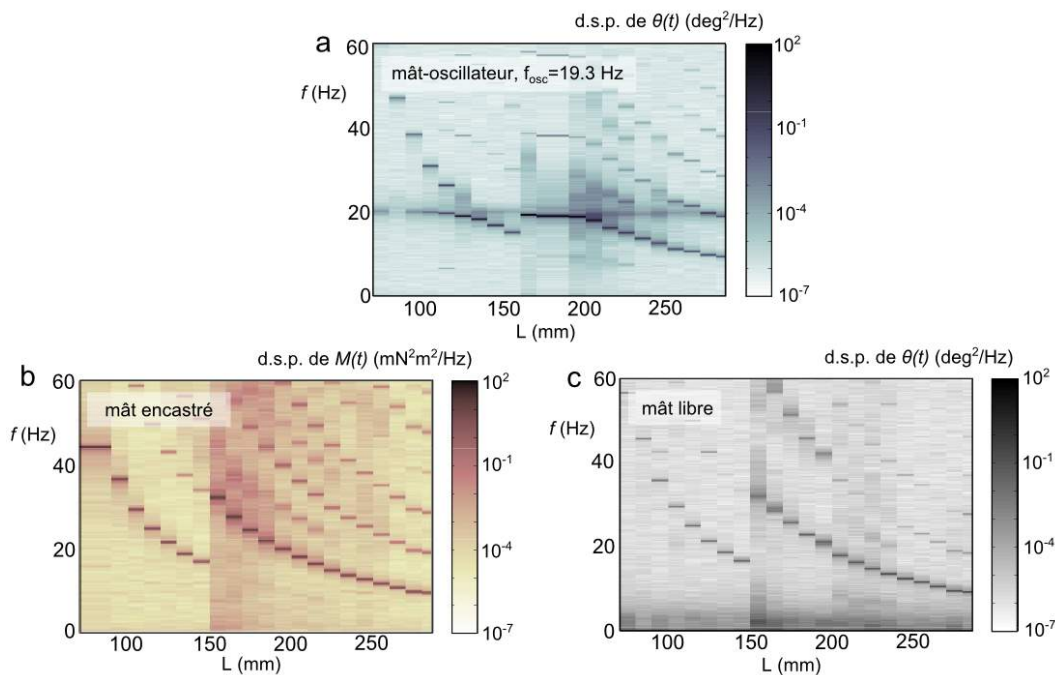 d.s.p. de θ(t) (deg²/Hz)
a
mât-oscillateur, f_osc=19.3 Hz
f (Hz)
60
40
20
0
100 150 200 250
L (mm)
10²
10⁻¹
10⁻⁴
10⁻⁷
d.s.p. de M(t) (mN²m²/Hz)
b
mât encastré
f (Hz)
60
40
20
0
100 150 200 250
L (mm)
10²
10⁻¹
10⁻⁴
10⁻⁷
d.s.p. de θ(t) (deg²/Hz)
c
mât libre
f (Hz)
60
40
20
0
100 150 200 250
L (mm)
10²
10⁻¹
10⁻⁴
10⁻⁷